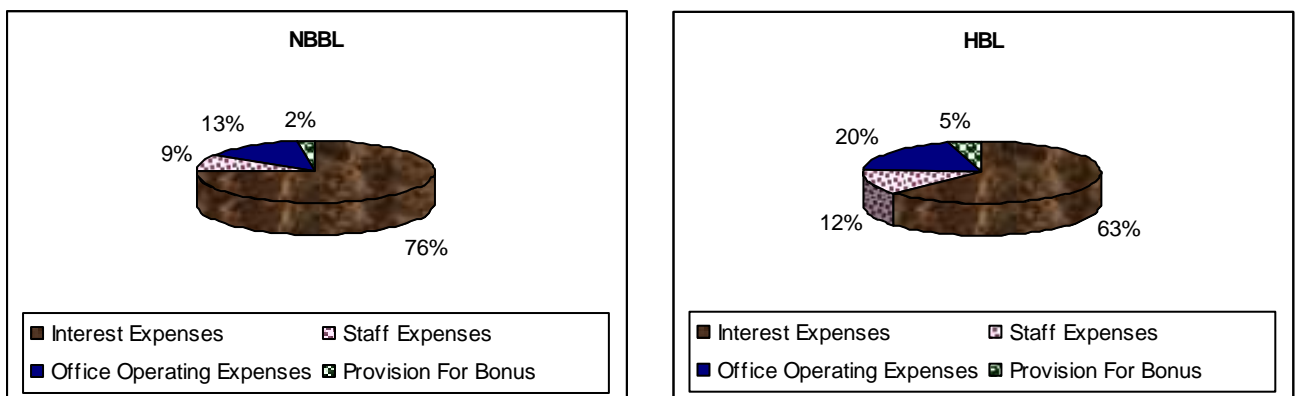 NBBL
13%
2%
9%
76%
Interest Expenses
Staff Expenses
Office Operating Expenses
Provision For Bonus
HBL
20%
5%
12%
63%
Interest Expenses
Staff Expenses
Office Operating Expenses
Provision For Bonus